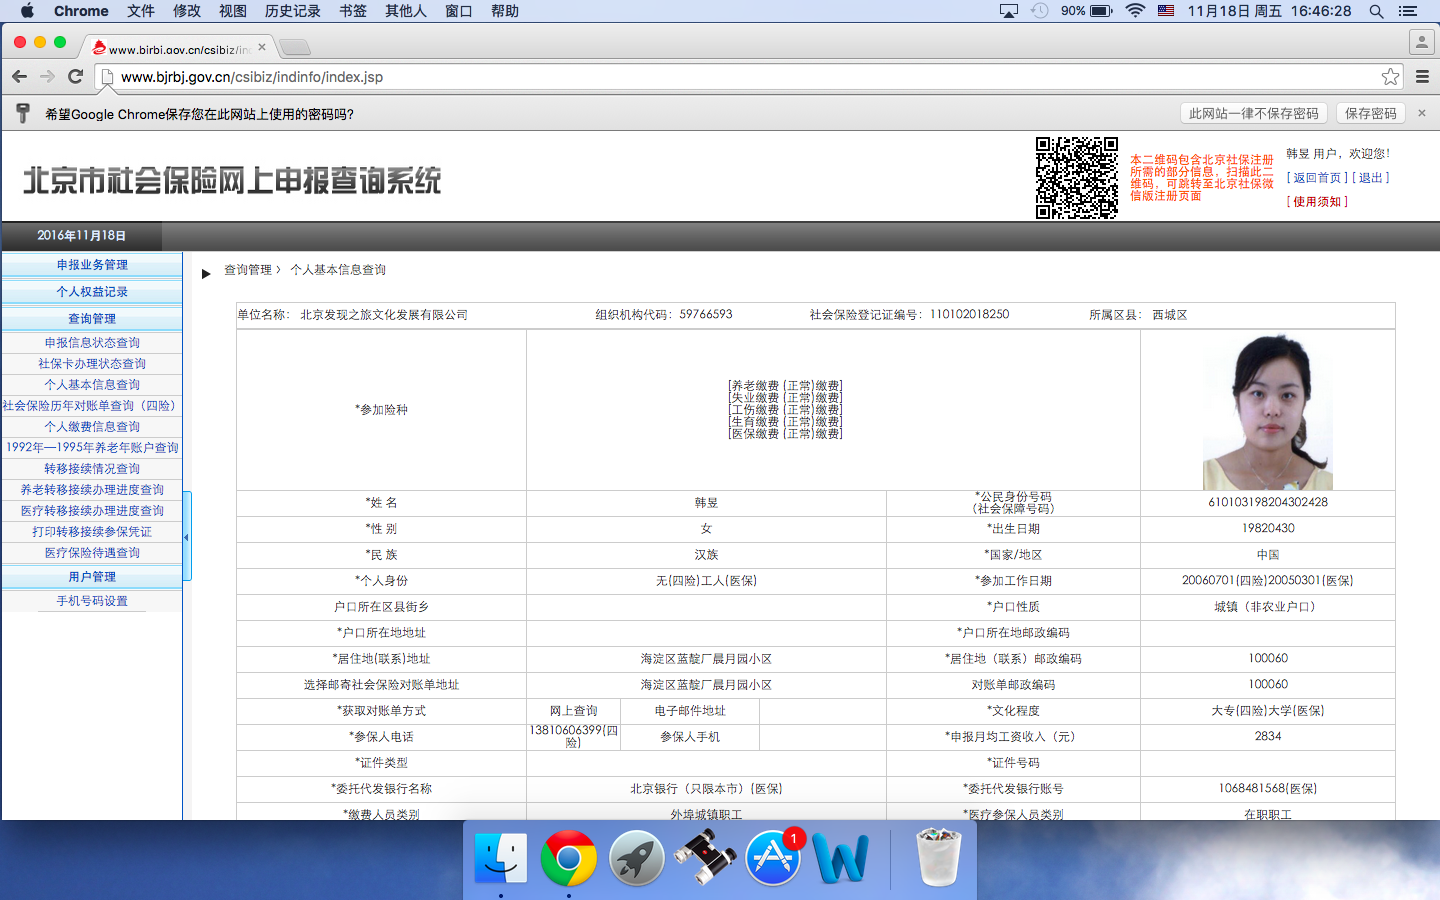 Chrome 文件 修改 视图 历史记录 书签 其他人 窗口 帮助 90% 11月18日 周五 16:46:28
www.bjrbj.gov.cn/csibiz/in
www.bjrbj.gov.cn/csibiz/indinfo/index.jsp
希望Google Chrome保存您在此网站上使用的密码吗? 此网站一律不保存密码 保存密码 ×
北京市社会保险网上申报查询系统
本二维码包含北京社保注册
所需的部分信息，扫描此二
维码，可跳转至北京社保微
信版注册页面
韩昱 用户，欢迎您!
[ 返回首页 ] [ 退出 ]
[ 使用须知 ]
2016年11月18日
申报业务管理
个人权益记录
查询管理
申报信息状态查询
社保卡办理状态查询
个人基本信息查询
社会保险历年对账单查询（四险）
个人缴费信息查询
1992年—1995年养老年账户查询
转移接续情况查询
养老转移接续办理进度查询
医疗转移接续办理进度查询
打印转移接续参保凭证
医疗保险待遇查询
用户管理
手机号码设置
查询管理 〉 个人基本信息查询
单位名称： 北京发现之旅文化发展有限公司 组织机构代码：59766593 社会保险登记证编号：110102018250 所属区县： 西城区
*参加险种
[养老缴费 (正常)缴费]
[失业缴费 (正常)缴费]
[工伤缴费 (正常)缴费]
[生育缴费 (正常)缴费]
[医保缴费 (正常)缴费]
*姓 名 韩昱 *公民身份号码
（社会保障号码） 610103198204302428
*性 别 女 *出生日期 19820430
*民 族 汉族 *国家/地区 中国
*个人身份 无(四险)工人(医保) *参加工作日期 20060701(四险)20050301(医保)
户口所在区县街乡 *户口性质 城镇（非农业户口）
*户口所在地地址 *户口所在地邮政编码
*居住地(联系)地址 海淀区蓝靛厂晨月园小区 *居住地（联系）邮政编码 100060
选择邮寄社会保险对账单地址 海淀区蓝靛厂晨月园小区 对账单邮政编码 100060
*获取对账单方式 网上查询 电子邮件地址 *文化程度 大专(四险)大学(医保)
*参保人电话 13810606399(四
险) 参保人手机 *申报月均工资收入（元） 2834
*证件类型 *证件号码
*委托代发银行名称 北京银行（只限本市）(医保) *委托代发银行账号 1068481568(医保)
*缴费人员类别 外埠城镇职工 *医疗参保人员类别 在职职工
1